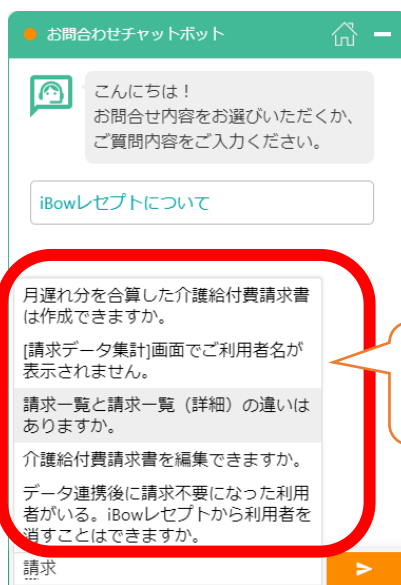 お問合わせチャットボット
こんにちは！
お問合せ内容をお選びいただくか、
ご質問内容をご入力ください。
iBowレセプトについて
月遅れ分を合算した介護給付費請求書
は作成できますか。
[請求データ集計]画面でご利用者名が
表示されません。
請求一覧と請求一覧（詳細）の違いは
ありますか。
介護給付費請求書を編集できますか。
データ連携後に請求不要になった利用
者がいる。iBowレセプトから利用者を
消すことはできますか。
請求